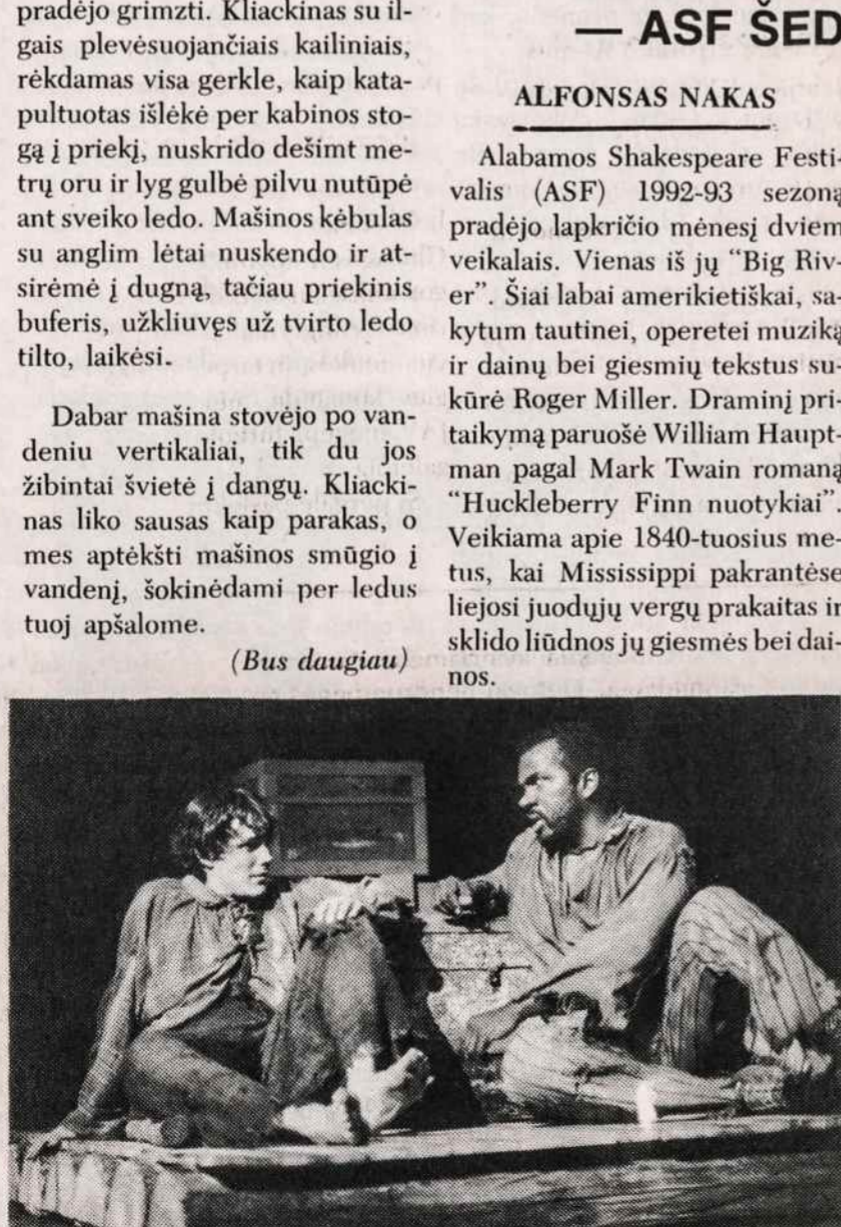 pradėjo grimzti. Kliackinas su il-
gais plevėsuojančiais kailiniais,
rėkdamas visa gerkle, kaip kata-
pultuotas išlėkė per kabinos sto-
gą į priekį, nuskrido dešimt me-
trų oru ir lyg gulbė pilvu nutūpė
ant sveiko ledo. Mašinos kėbulas
su anglim lėtai nuskendo ir at-
sirėmė į dugną, tačiau priekinis
buferis, užkliuvęs už tvirto ledo
tilto, laikėsi.
Dabar mašina stovėjo po van-
deniu vertikaliai, tik du jos
žibintai švietė į dangų. Kliacki-
nas liko sausas kaip parakas, o
mes aptėkšti mašinos smūgio į
vandenį, šokinėdami per ledus
tuoj apšalome.
(Bus daugiau)
— ASF ŠED
ALFONSAS NAKAS
Alabamos Shakespeare Festi-
valis (ASF) 1992-93 sezoną
pradėjo lapkričio mėnesį dviem
veikalais. Vienas iš jų “Big Riv-
er”. Šiai labai amerikietiškai, sa-
kytum tautinei, operetei muziką
ir dainų bei giesmių tekstus su-
kūrė Roger Miller. Draminį pri-
taikymą paruošė William Haupt-
man pagal Mark Twain romaną
“Huckleberry Finn nuotykiai”.
Veikiama apie 1840-tuosius me-
tus, kai Mississippi pakrantėse
liejosi juodųjų vergų prakaitas ir
sklido liūdnos jų giesmės bei dai-
nos.